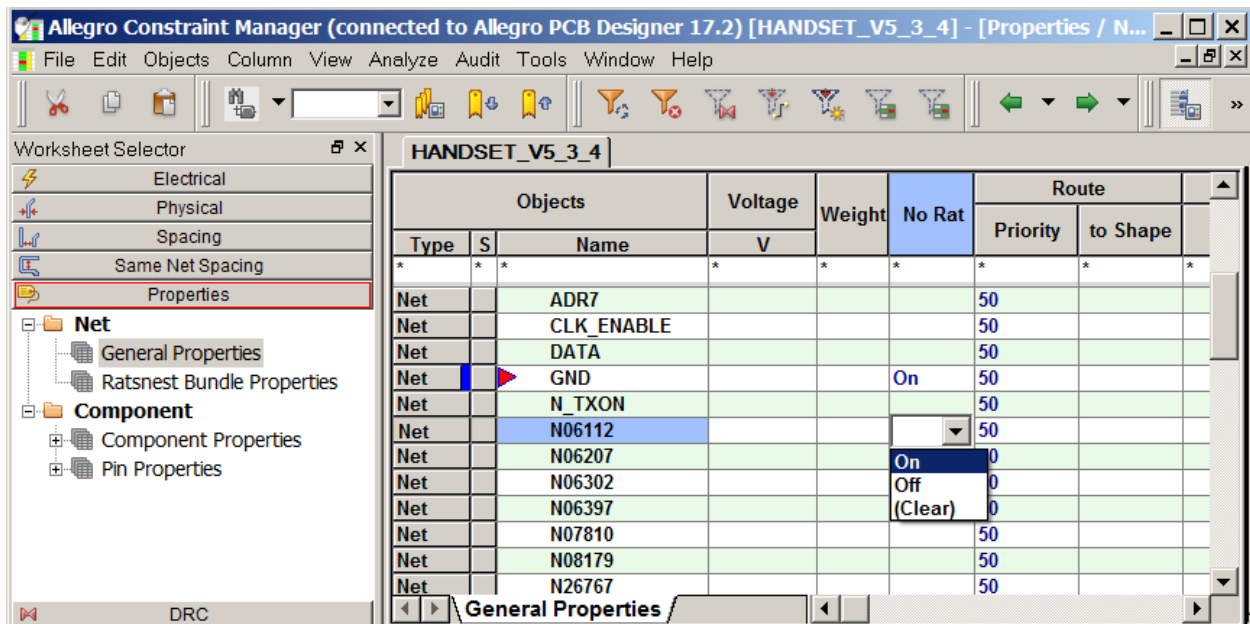 Allegro Constraint Manager (connected to Allegro PCB Designer 17.2) [HANDSET_V5_3_4] - [Properties / N...
File Edit Objects Column View Analyze Audit Tools Window Help
»
Worksheet Selector
Electrical
Physical
Spacing
Same Net Spacing
Properties
Net
General Properties
Ratsnest Bundle Properties
Component
Component Properties
Pin Properties
DRC
HANDSET_V5_3_4
Objects Voltage Weight No Rat Route
Priority to Shape
Type S Name V
* * * * * * * * *
Net ADR7 50
Net CLK_ENABLE 50
Net DATA 50
Net GND On 50
Net N_TXON 50
Net N06112 50
Net N06207 On 0
Net N06302 Off 0
Net N06397 (Clear) 0
Net N07810 50
Net N08179 50
Net N26767 50
General Properties